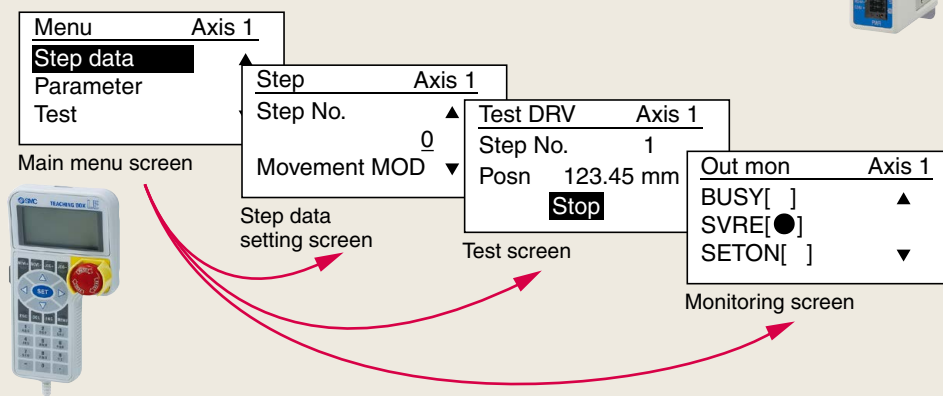 Menu Axis 1
Step data
Parameter
Test
Main menu screen
Step Axis 1
Step No.
0
Movement MOD
Step data
setting screen
Test DRV Axis 1
Step No. 1
Posn 123.45 mm
Stop
Test screen
Out mon Axis 1
BUSY[ ]
SVRE[●]
SETON[ ]
Monitoring screen
SMC TEACHING BOX LE
SET